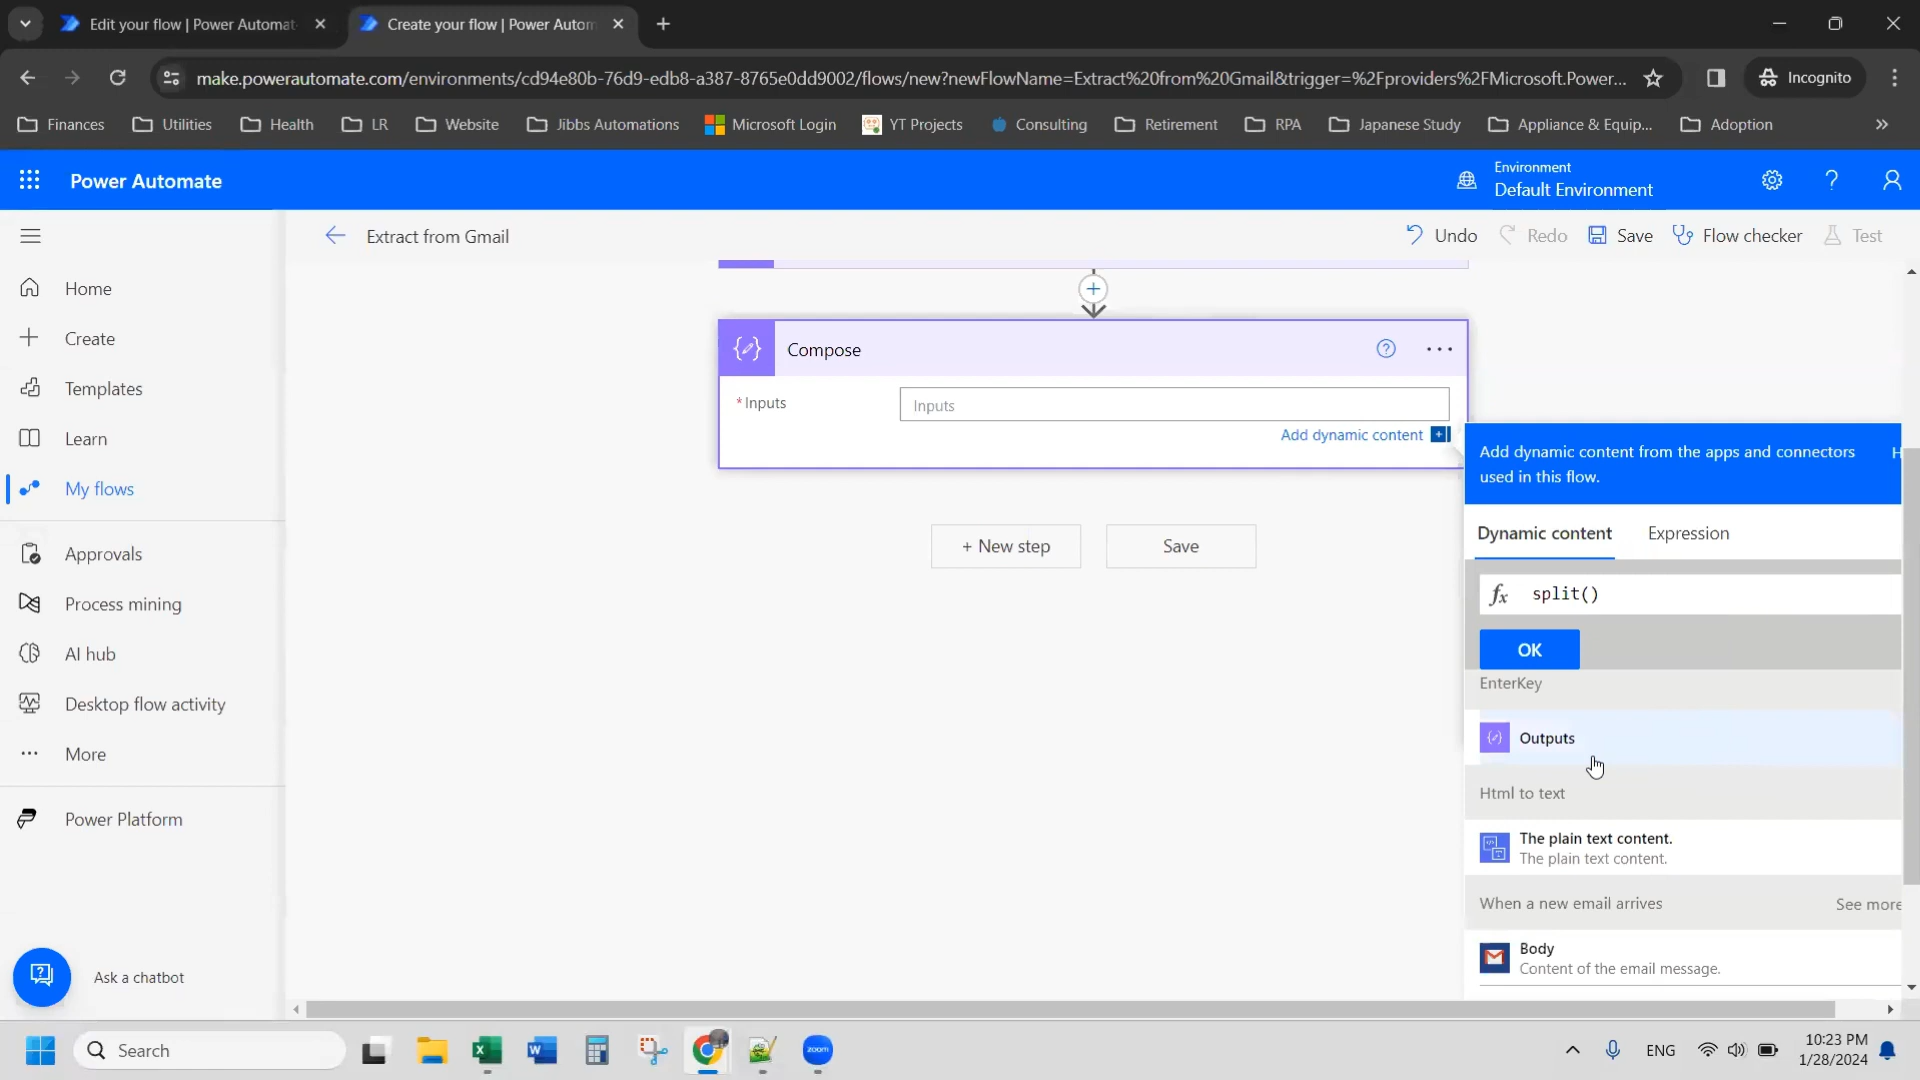 Edit your flow | Power Automat
Create your flow | Power Autom
make.powerautomate.com/environments/cd94e80b-76d9-edb8-a387-8765e0dd9002/flows/new?newFlowName=Extract%20from%20Gmail&trigger=%2Fproviders%2FMicrosoft.Power...
Incognito
Finances
Utilities
Health
LR
Website
Jibbs Automations
Microsoft Login
YT Projects
Consulting
Retirement
RPA
Japanese Study
Appliance & Equip...
Adoption
»
Power Automate
Environment
Default Environment
?
Extract from Gmail
Undo
Redo
Save
Flow checker
Test
Home
Create
Templates
Learn
My flows
Approvals
Process mining
AI hub
Desktop flow activity
More
Power Platform
Ask a chatbot
Compose
* Inputs
Inputs
Add dynamic content
+ New step
Save
Add dynamic content from the apps and connectors
used in this flow.
H
Dynamic content
Expression
fx split()
OK
EnterKey
Outputs
Html to text
The plain text content.
The plain text content.
When a new email arrives
See more
Body
Content of the email message.
Search
zoom
ENG
10:23 PM
1/28/2024